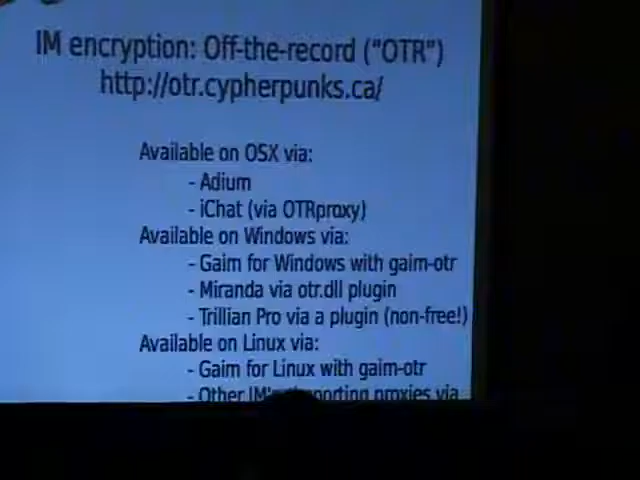 IM encryption: Off-the-record ("OTR")
http://otr.cypherpunks.ca/
Available on OSX via:
- Adium
- iChat (via OTRproxy)
Available on Windows via:
- Gaim for Windows with gaim-otr
- Miranda via otr.dll plugin
- Trillian Pro via a plugin (non-free!)
Available on Linux via:
- Gaim for Linux with gaim-otr
- Other IM's proxies via